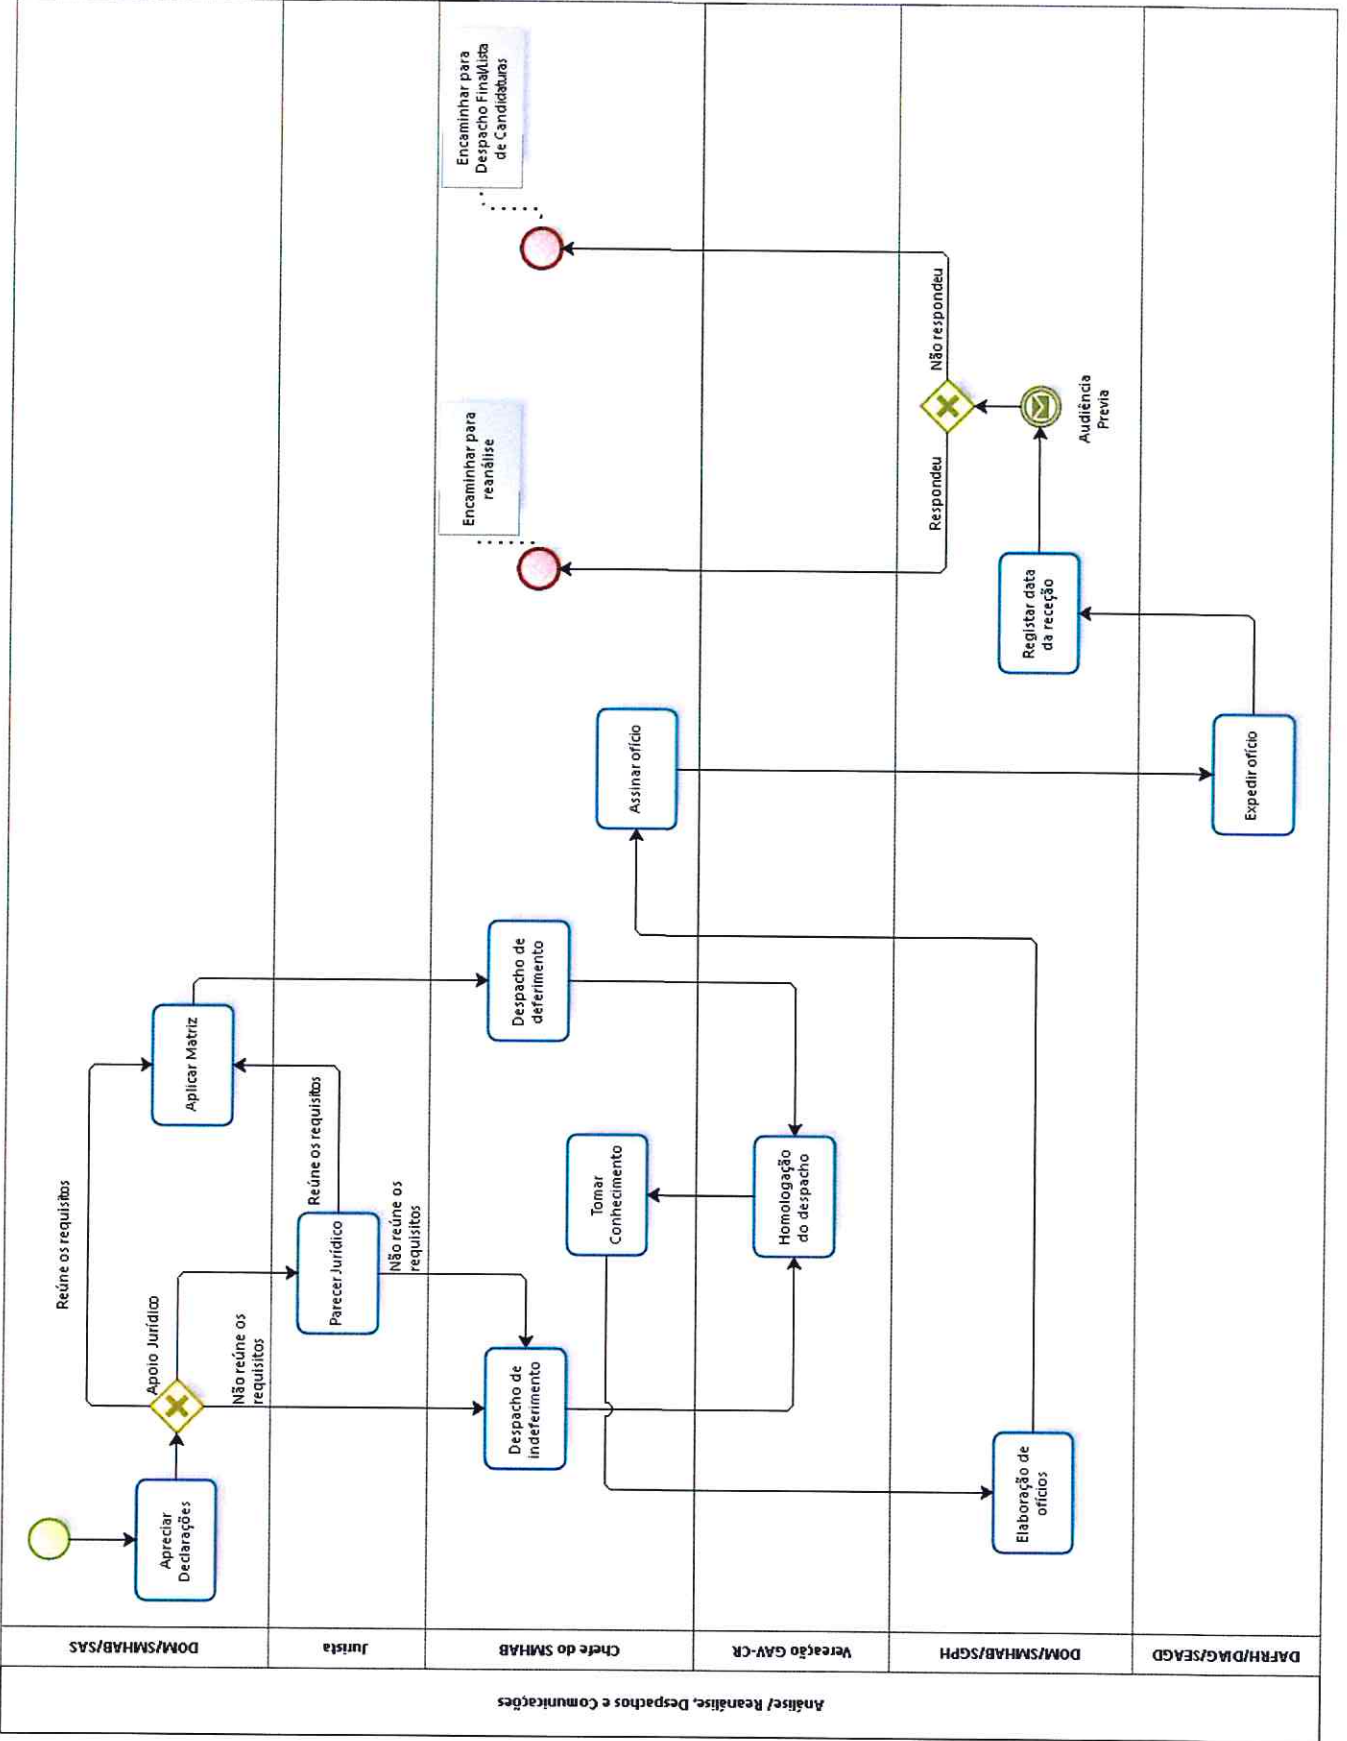 Análise/ Reanálise, Despachos e Comunicações
DOM/SMHAB/SAS
Jurista
Chefe do SMHAB
Vereação GAV-CR
DOM/SMHAB/SGPH
DAFRH/DIAG/SEAGD
Apreciar
Declarações
Reúne os requisitos
Apoio Jurídico
Não reúne os
requisitos
Aplicar Matriz
Parecer Jurídico
Reúne os requisitos
Não reúne os
requisitos
Despacho de
indeferimento
Tomar
Conhecimento
Despacho de
deferimento
Homologação
do despacho
Elaboração de
ofícios
Assinar ofício
Expedir ofício
Registar data
da receção
Audiência
Previa
Respondeu
Não respondeu
Encaminhar para
reanálise
Encaminhar para
Despacho Final/Lista
de Candidaturas